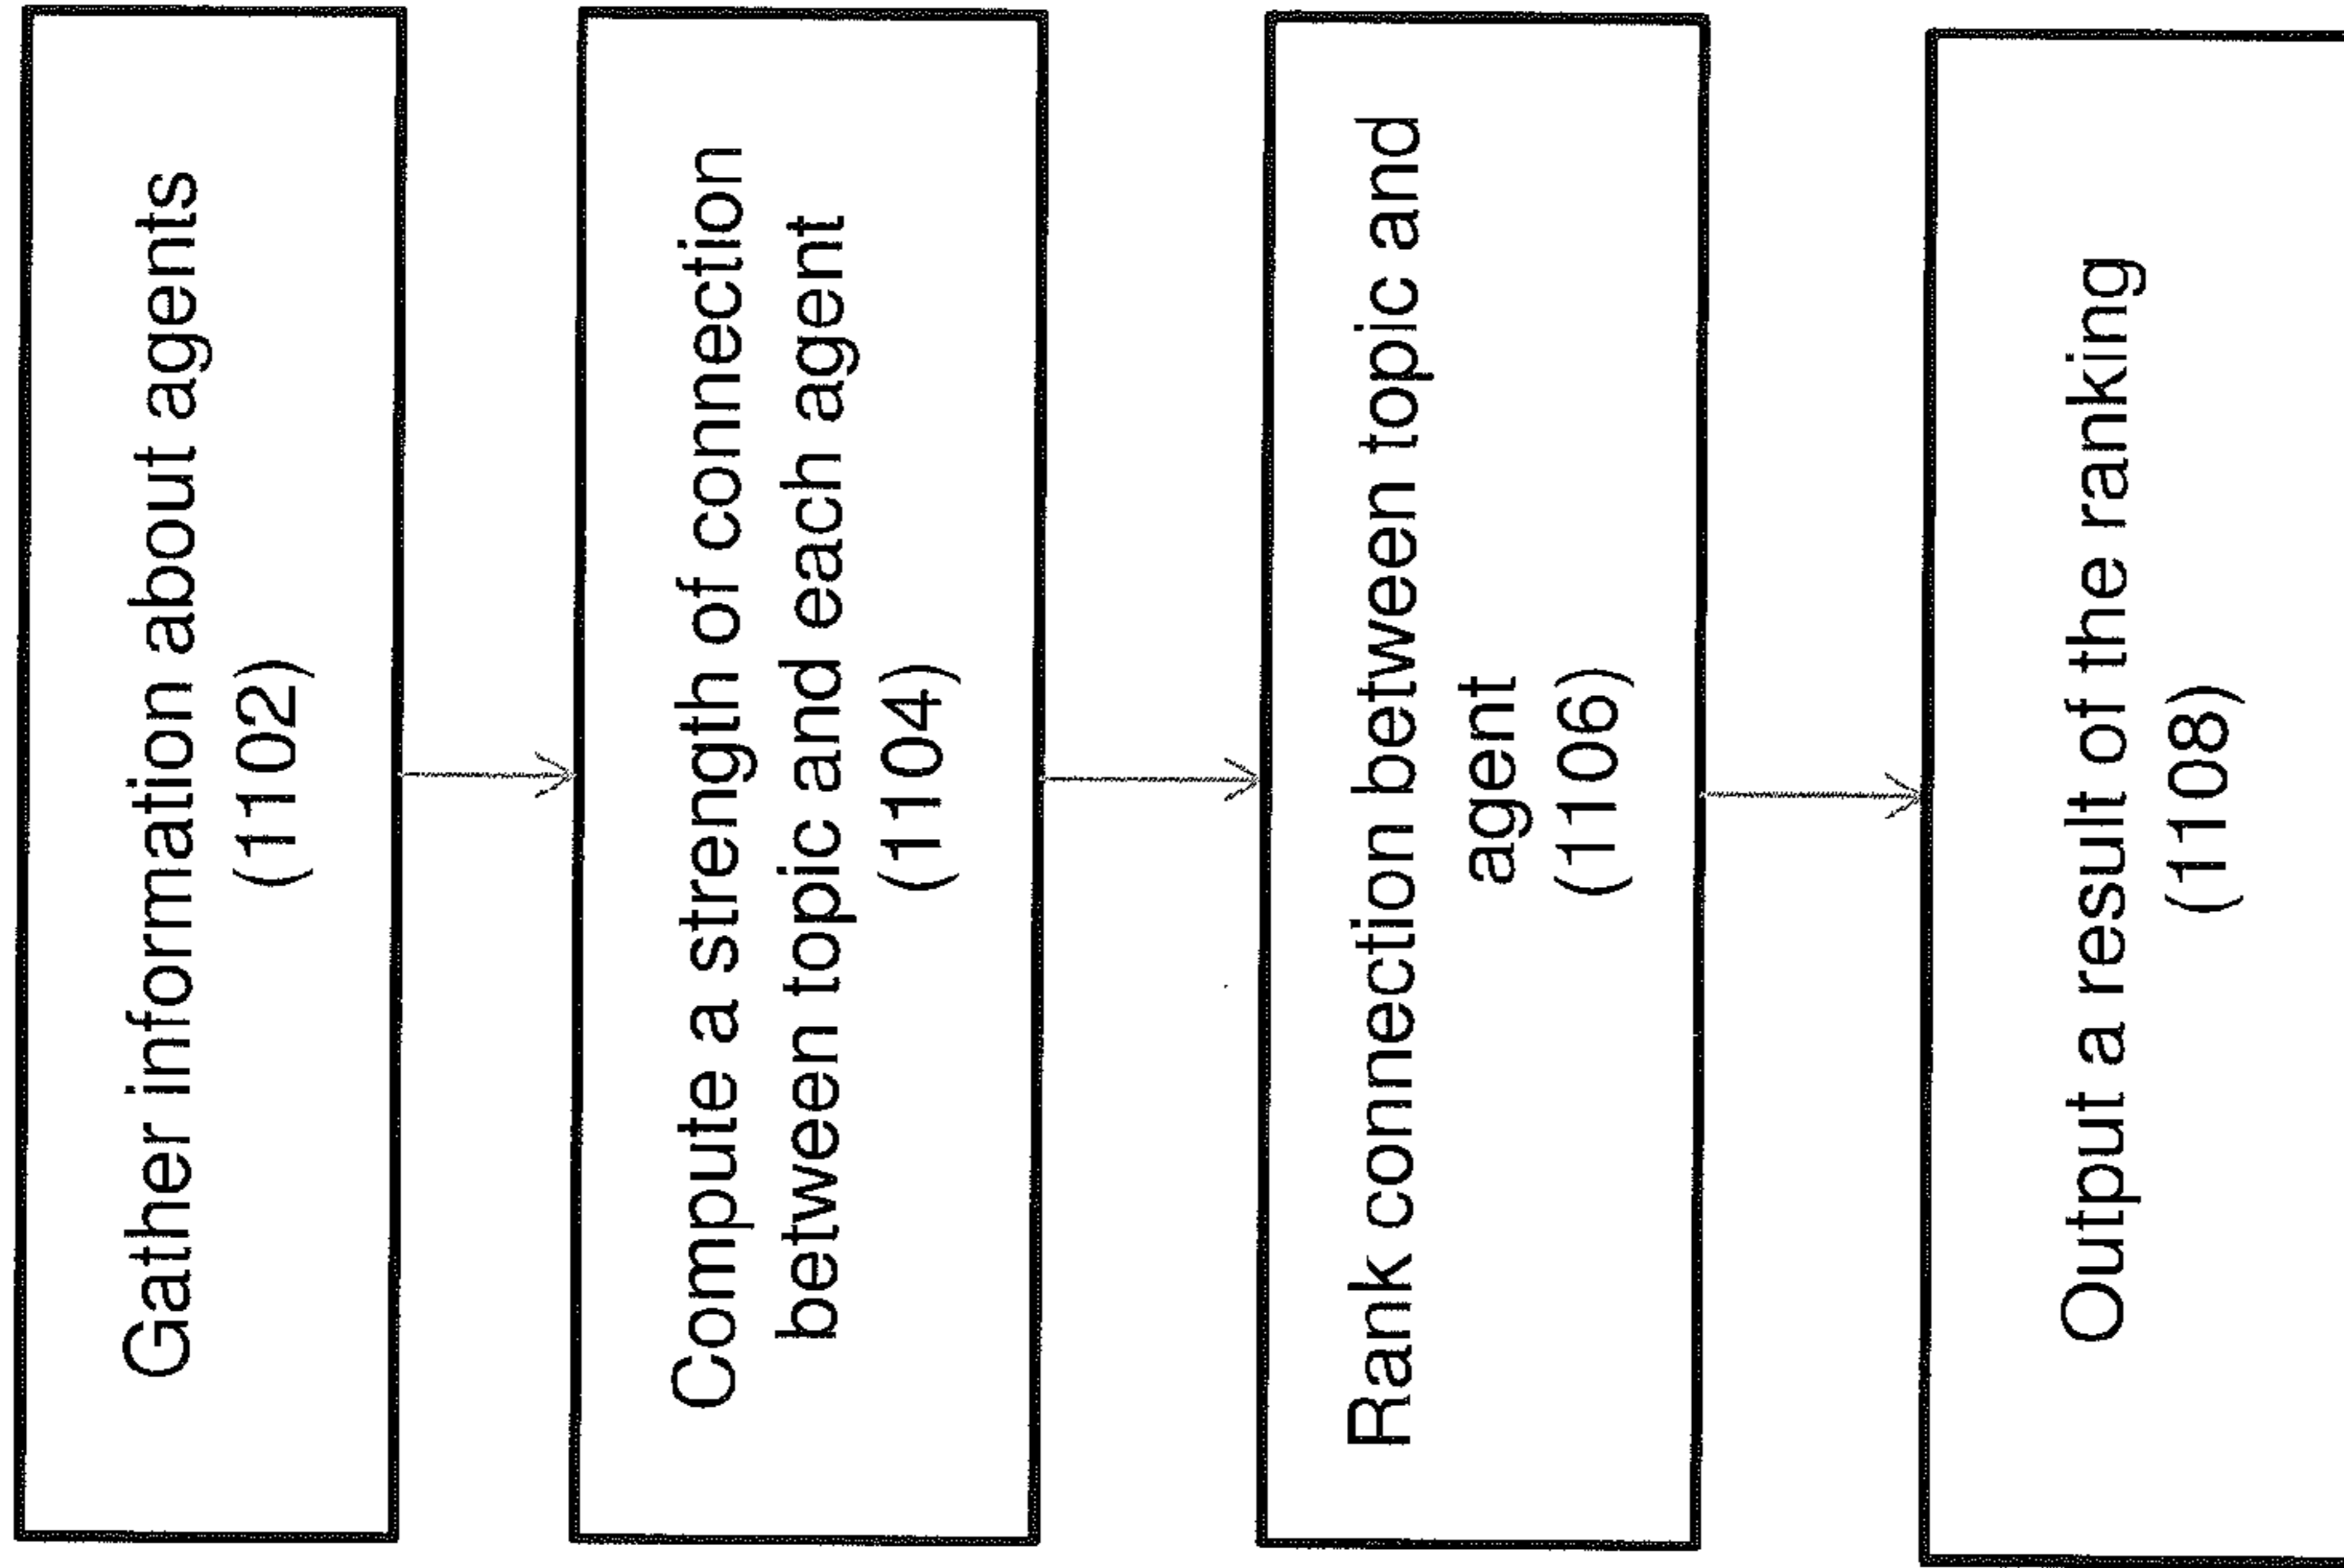 Gather information about agents
(1102)
Compute a strength of connection
between topic and each agent
(1104)
Rank connection between topic and
agent
(1106)
Output a result of the ranking
(1108)